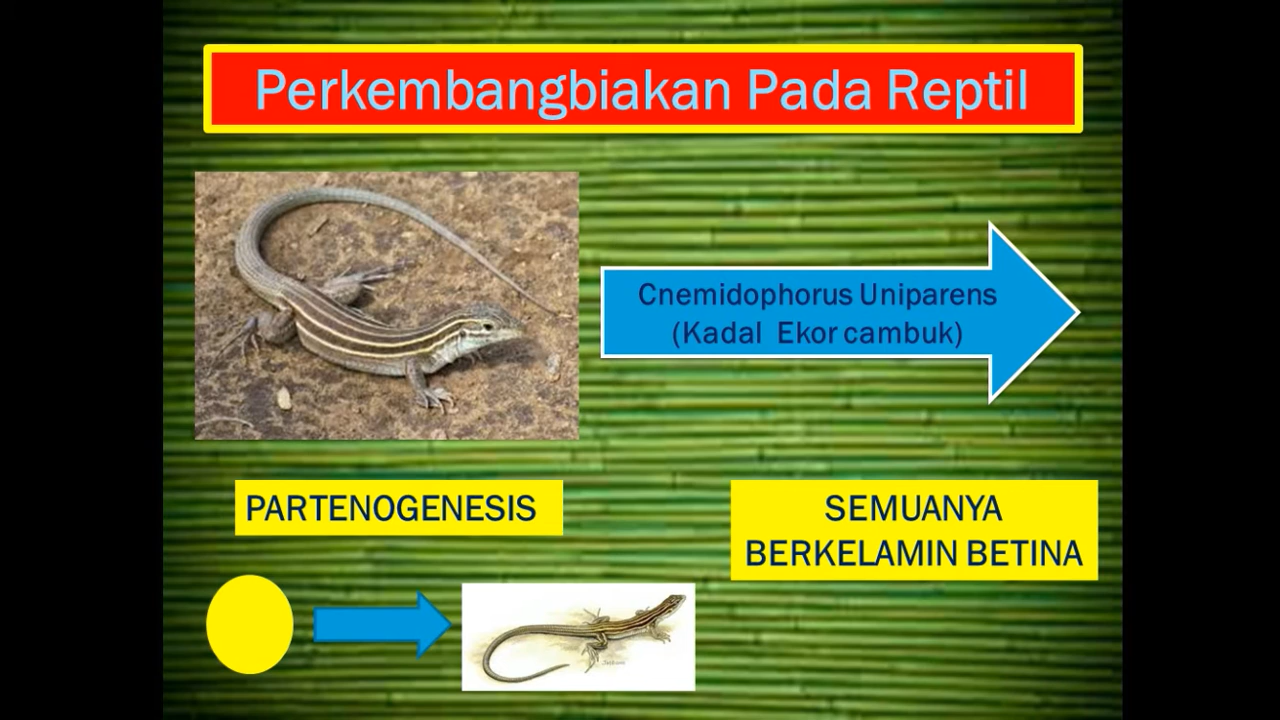 Perkembangbiakan Pada Reptil
Cnemidophorus Uniparens
(Kadal Ekor cambuk)
PARTENOGENESIS
SEMUANYA
BERKELAMIN BETINA